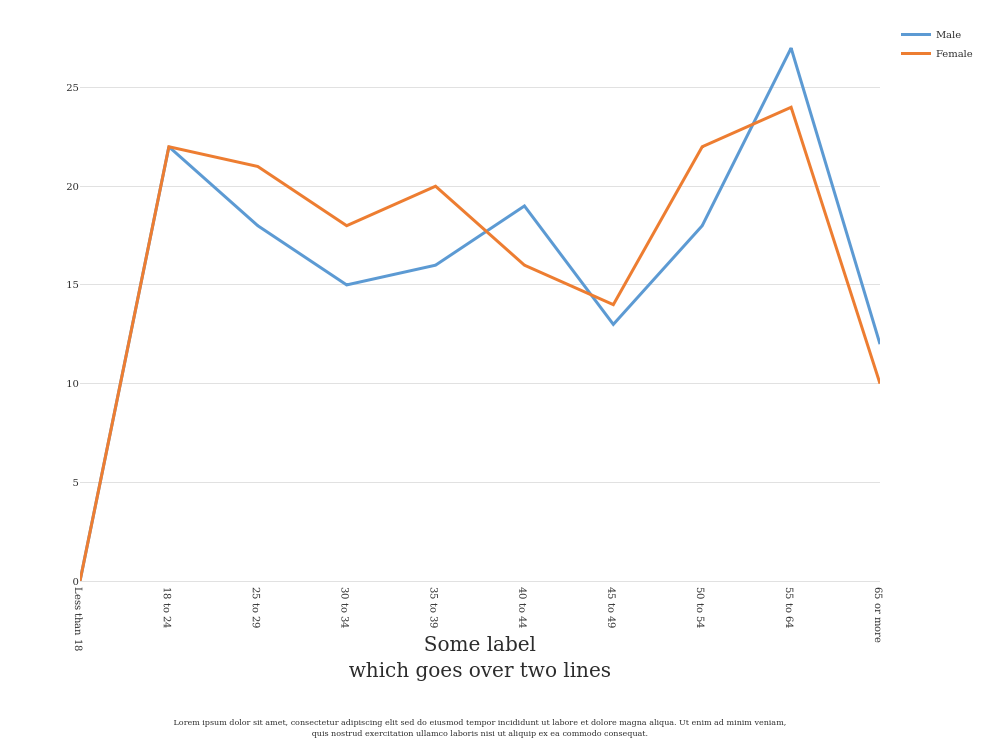 Male
Female
25
20
15
10
5
0
Less than 18
18 to 24
25 to 29
30 to 34
35 to 39
40 to 44
45 to 49
50 to 54
55 to 64
65 or more
Some label
which goes over two lines
Lorem ipsum dolor sit amet, consectetur adipiscing elit sed do eiusmod tempor incididunt ut labore et dolore magna aliqua. Ut enim ad minim veniam,
quis nostrud exercitation ullamco laboris nisi ut aliquip ex ea commodo consequat.